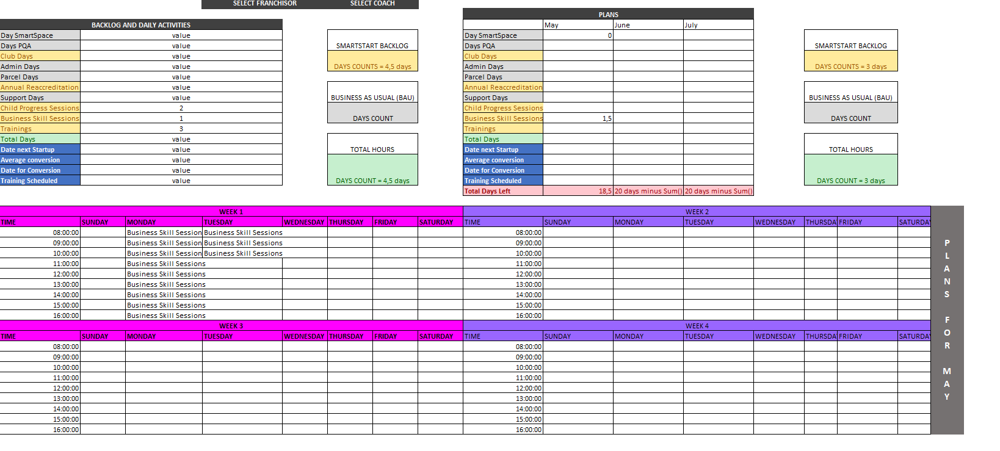 SELECT FRANCHISOR SELECT COACH
PLANS
BACKLOG AND DAILY ACTIVITIES May June July
Day SmartSpace value Day SmartSpace 0
Days PQA value SMARTSTART BACKLOG Days PQA SMARTSTART BACKLOG
Club Days value Club Days
Admin Days value DAYS COUNTS = 4,5 days Admin Days DAYS COUNTS = 3 days
Parcel Days value Parcel Days
Annual Reaccreditation value Annual Reaccreditation
Support Days value BUSINESS AS USUAL (BAU) Support Days BUSINESS AS USUAL (BAU)
Child Progress Sessions 2 Child Progress Sessions
Business Skill Sessions 1 DAYS COUNT Business Skill Sessions 1,5 DAYS COUNT
Trainings 3 Trainings
Total Days value Total Days
Date next Startup value TOTAL HOURS Date next Startup TOTAL HOURS
Average conversion value Average conversion
Date for Conversion value Date for Conversion
Training Scheduled value DAYS COUNT = 4,5 days Training Scheduled DAYS COUNT = 3 days
Total Days Left 18,5 20 days minus Sum() 20 days minus Sum()
WEEK 1 WEEK 2
TIME SUNDAY MONDAY TUESDAY WEDNESDAY THURSDAY FRIDAY SATURDAY TIME SUNDAY MONDAY TUESDAY WEDNESDAY THURSDA FRIDAY SATURDAY
08:00:00 Business Skill Session Business Skill Sessions 08:00:00
09:00:00 Business Skill Session Business Skill Sessions 09:00:00
10:00:00 Business Skill Session Business Skill Sessions 10:00:00
11:00:00 Business Skill Sessions 11:00:00
12:00:00 Business Skill Sessions 12:00:00
13:00:00 Business Skill Sessions 13:00:00
14:00:00 Business Skill Sessions 14:00:00
15:00:00 Business Skill Sessions 15:00:00
16:00:00 Business Skill Sessions 16:00:00
WEEK 3 WEEK 4
TIME SUNDAY MONDAY TUESDAY WEDNESDAY THURSDAY FRIDAY SATURDAY TIME SUNDAY MONDAY TUESDAY WEDNESDAY THURSDA FRIDAY SATURDAY
08:00:00 08:00:00
09:00:00 09:00:00
10:00:00 10:00:00
11:00:00 11:00:00
12:00:00 12:00:00
13:00:00 13:00:00
14:00:00 14:00:00
15:00:00 15:00:00
16:00:00 16:00:00
PLANS FOR MAY